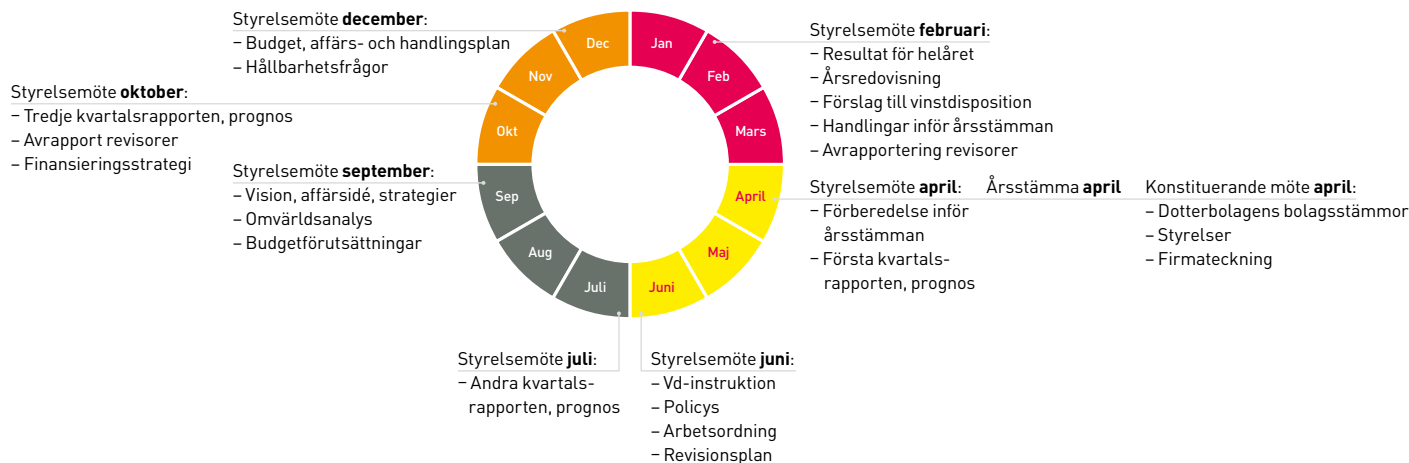 Styrelsemöte december:
– Budget, affärs- och handlingsplan
– Hållbarhetsfrågor
Styrelsemöte oktober:
– Tredje kvartalsrapporten, prognos
– Avrapport revisorer
– Finansieringsstrategi
Styrelsemöte september:
– Vision, affärsidé, strategier
– Omvärldsanalys
– Budgetförutsättningar
Jan
Feb
Mars
April
Maj
Juni
Juli
Aug
Sep
Okt
Nov
Dec
Styrelsemöte februari:
– Resultat för helåret
– Årsredovisning
– Förslag till vinstdisposition
– Handlingar inför årsstämman
– Avrapportering revisorer
Styrelsemöte april:
– Förberedelse inför
årsstämman
– Första kvartals-
rapporten, prognos
Årsstämma april
Konstituerande möte april:
– Dotterbolagens bolagsstämmor
– Styrelser
– Firmateckning
Styrelsemöte juli:
– Andra kvartals-
rapporten, prognos
Styrelsemöte juni:
– Vd-instruktion
– Policys
– Arbetsordning
– Revisionsplan